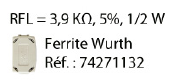 RFL = 3,9 KΩ, 5%, 1/2 W
Ferrite Wurth
Réf. : 74271132